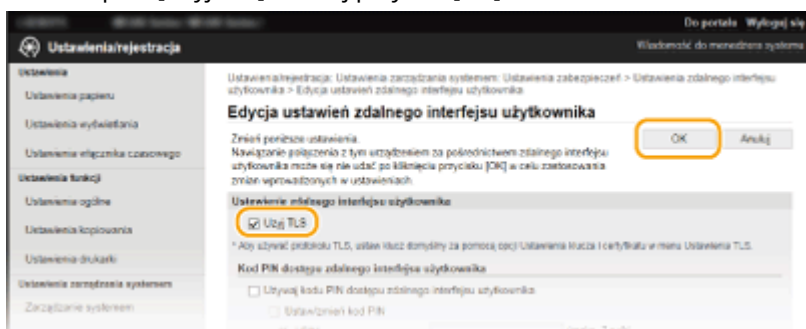 Do portalu Wyloguj się
Ustawienia/rejestracja
Wiadomość do menedżera systemu
Ustawienia
Ustawienia papieru
Ustawienia wyświetlania
Ustawienia włącznika czasowego
Ustawienia funkcji
Ustawienia ogólne
Ustawienia kopiowania
Ustawienia drukarki
Ustawienia zarządzania systemem
Zarządzanie systemem
Ustawienia/rejestracja: Ustawienia zarządzania systemem: Ustawienia zabezpieczeń > Ustawienia zdalnego interfejsu
użytkownika > Edycja ustawień zdalnego interfejsu użytkownika
Edycja ustawień zdalnego interfejsu użytkownika
Zmień poniższe ustawienia.
Nawiązanie połączenia z tym urządzeniem za pośrednictwem zdalnego interfejsu
użytkownika może się nie udać po kliknięciu przycisku [OK] w celu zastosowania
zmian wprowadzonych w ustawieniach.
OK Anuluj
Ustawienie zdalnego interfejsu użytkownika
Użyj TLS
* Aby używać protokołu TLS, ustaw klucz domyślny za pomocą opcji Ustawienia klucza i certyfikatu w menu Ustawienia TLS.
Kod PIN dostępu zdalnego interfejsu użytkownika
Używaj kodu PIN dostępu zdalnego interfejsu użytkownika
Ustaw/zmień kod PIN